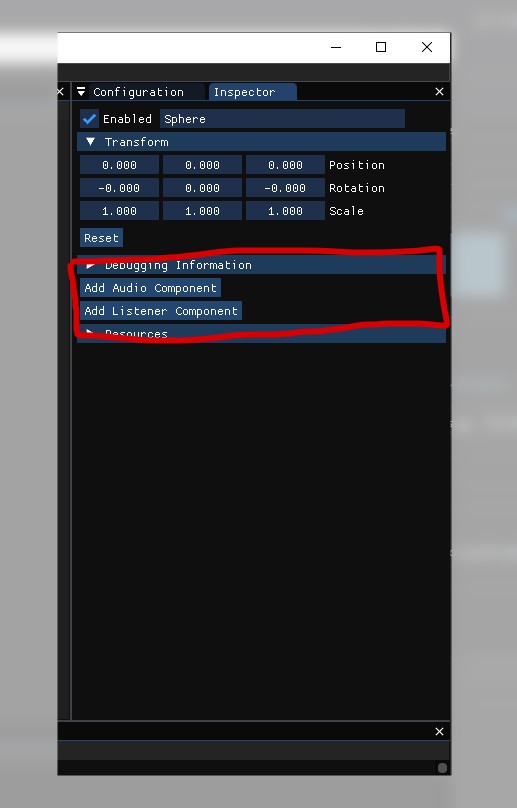 Configuration Inspector
Enabled Sphere
Transform
0.000 0.000 0.000 Position
-0.000 0.000 -0.000 Rotation
1.000 1.000 1.000 Scale
Reset
Debugging Information
Add Audio Component
Add Listener Component
Resources